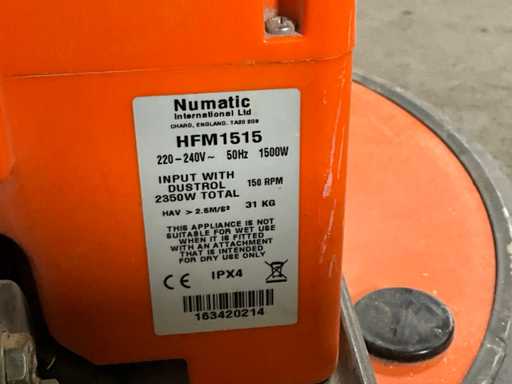 Numatic
International Ltd
CHARD, ENGLAND. TA20 2GB
HFM1515
220-240V~ 50Hz 1500W
INPUT WITH
DUSTROL 150 RPM
2350W TOTAL
HAV > 2.5M/S² 31 KG
THIS APPLIANCE IS NOT
SUITABLE FOR WET USE
WHEN IT IS FITTED
WITH AN ATTACHMENT
THAT IS INTENDED
FOR DRY USE ONLY
CE IPX4
163420214